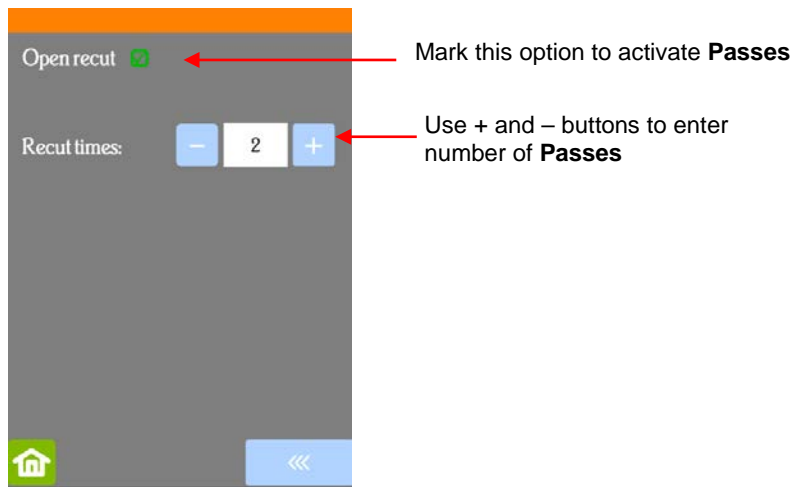 Open recut
Mark this option to activate Passes
Use + and – buttons to enter
number of Passes
Recut times: – 2 +
<<<